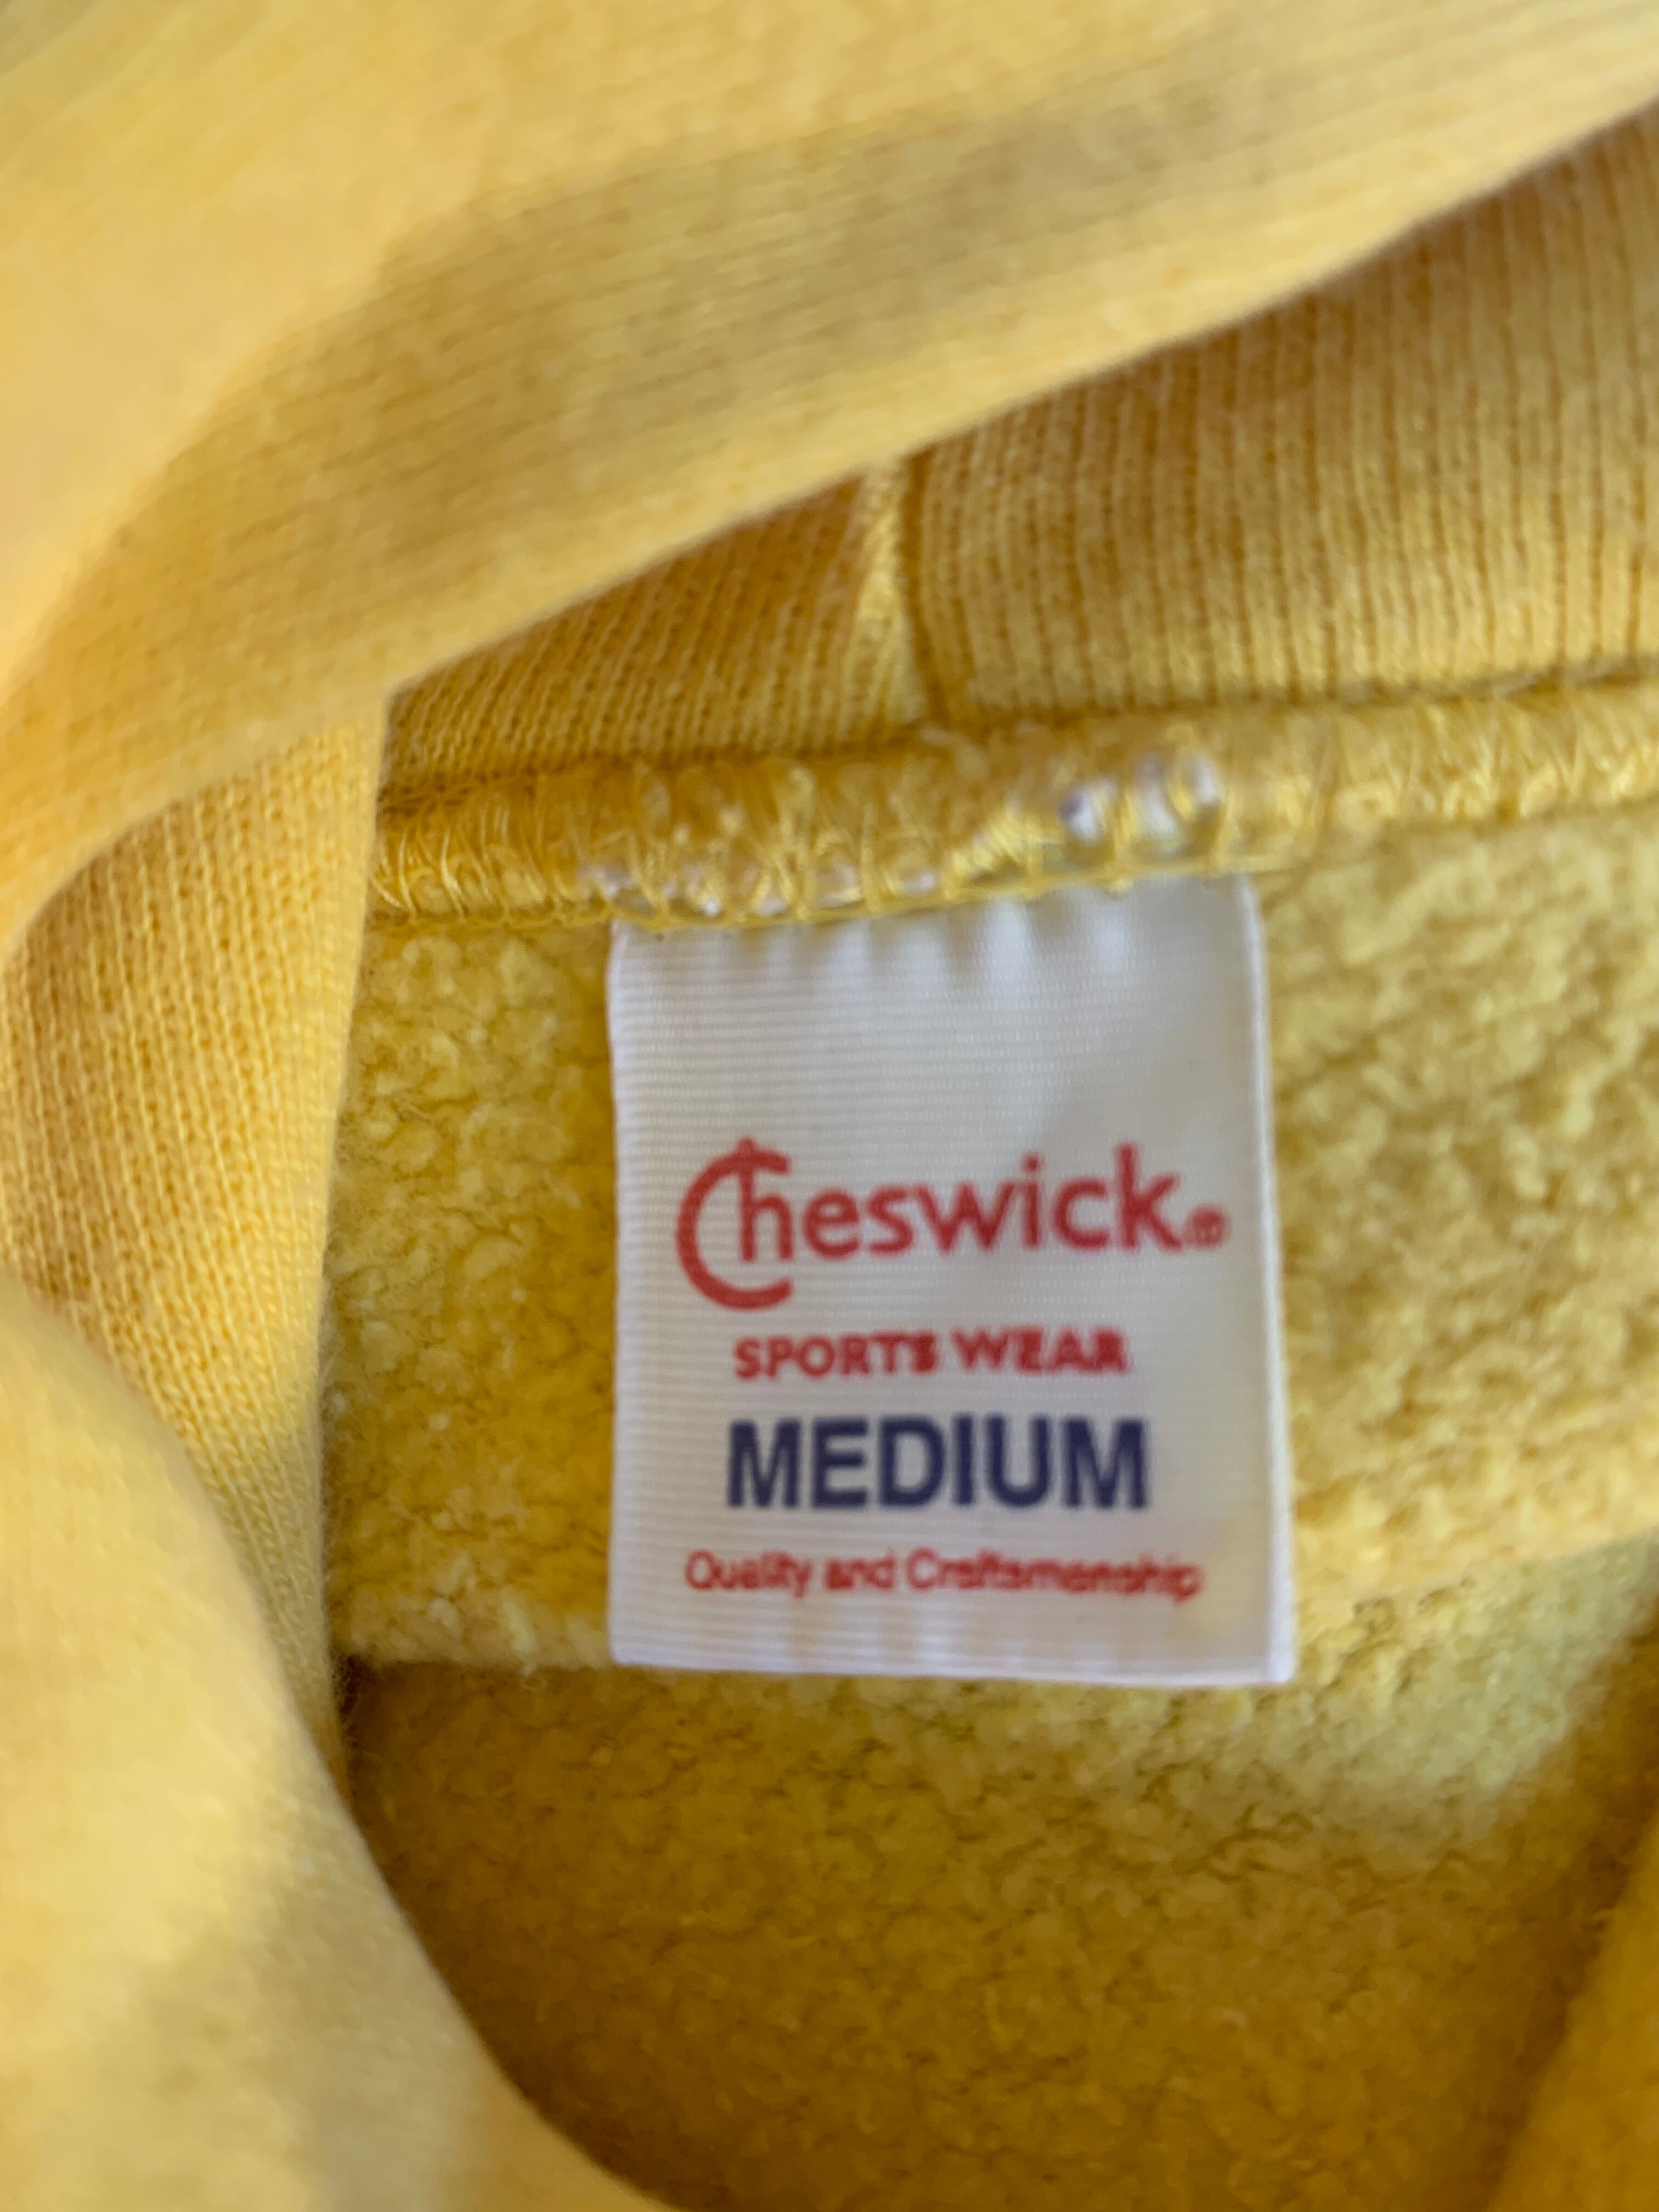 Cheswick®
SPORTS WEAR
MEDIUM
Quality and Craftsmanship